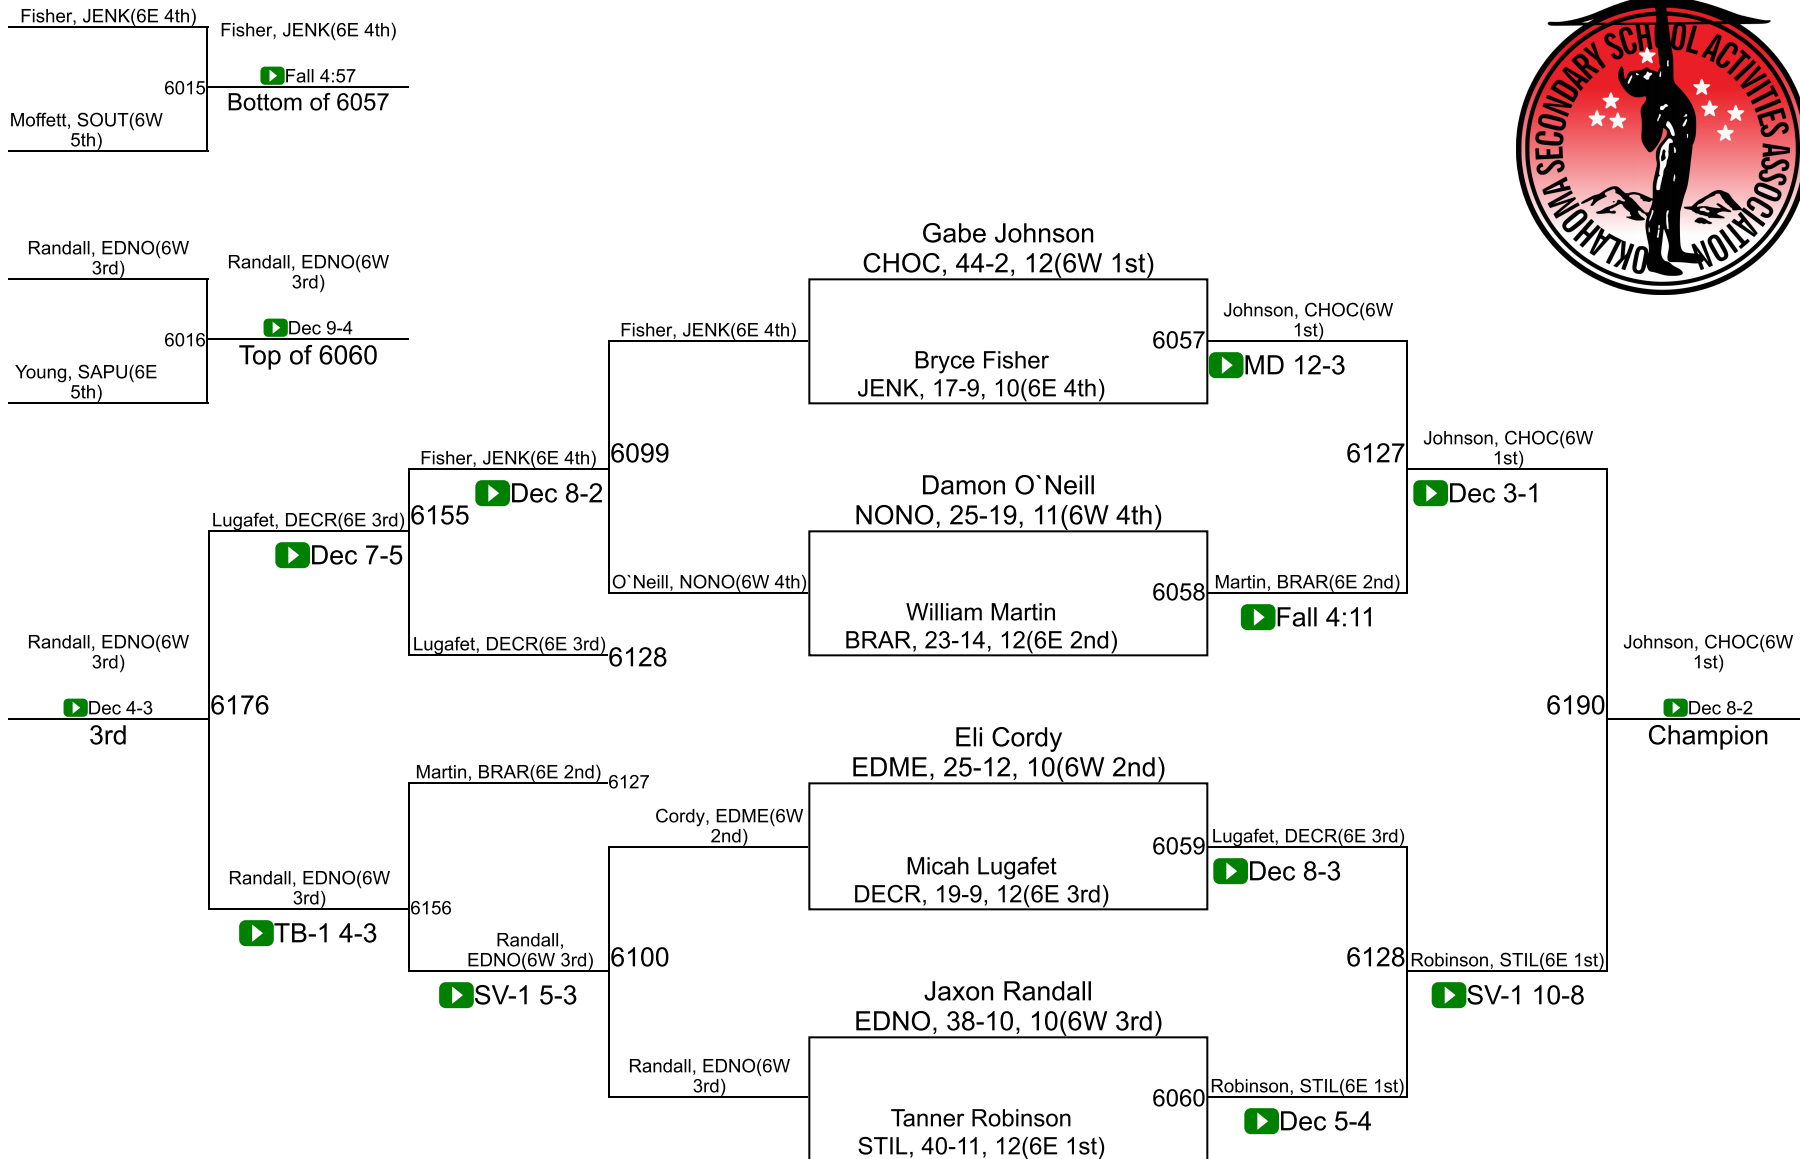 Fisher, JENK(6E 4th)
Fisher, JENK(6E 4th)
Fall 4:57
6015
Bottom of 6057
Moffett, SOUT(6W
5th)
OKLAHOMA SECONDARY SCHOOL ACTIVITIES ASSOCIATION
Randall, EDNO(6W
3rd)
Randall, EDNO(6W
3rd)
Dec 9-4
6016
Top of 6060
Young, SAPU(6E
5th)
Gabe Johnson
CHOC, 44-2, 12(6W 1st)
Fisher, JENK(6E 4th)
6057
Bryce Fisher
JENK, 17-9, 10(6E 4th)
Johnson, CHOC(6W
1st)
MD 12-3
Fisher, JENK(6E 4th)
6099
Dec 8-2
6127
Johnson, CHOC(6W
1st)
Dec 3-1
Damon O`Neill
NONO, 25-19, 11(6W 4th)
Lugafet, DECR(6E 3rd)
6155
Dec 7-5
O`Neill, NONO(6W 4th)
6058
William Martin
BRAR, 23-14, 12(6E 2nd)
Martin, BRAR(6E 2nd)
Fall 4:11
Lugafet, DECR(6E 3rd)
6128
Randall, EDNO(6W
3rd)
Dec 4-3
3rd
6176
6190
Johnson, CHOC(6W
1st)
Dec 8-2
Champion
Eli Cordy
EDME, 25-12, 10(6W 2nd)
Martin, BRAR(6E 2nd)
6127
Cordy, EDME(6W
2nd)
6059
Micah Lugafet
DECR, 19-9, 12(6E 3rd)
Lugafet, DECR(6E 3rd)
Dec 8-3
Randall, EDNO(6W
3rd)
6156
TB-1 4-3
Randall,
EDNO(6W 3rd)
6100
SV-1 5-3
6128
Robinson, STIL(6E 1st)
SV-1 10-8
Jaxon Randall
EDNO, 38-10, 10(6W 3rd)
Randall, EDNO(6W
3rd)
6060
Tanner Robinson
STIL, 40-11, 12(6E 1st)
Robinson, STIL(6E 1st)
Dec 5-4